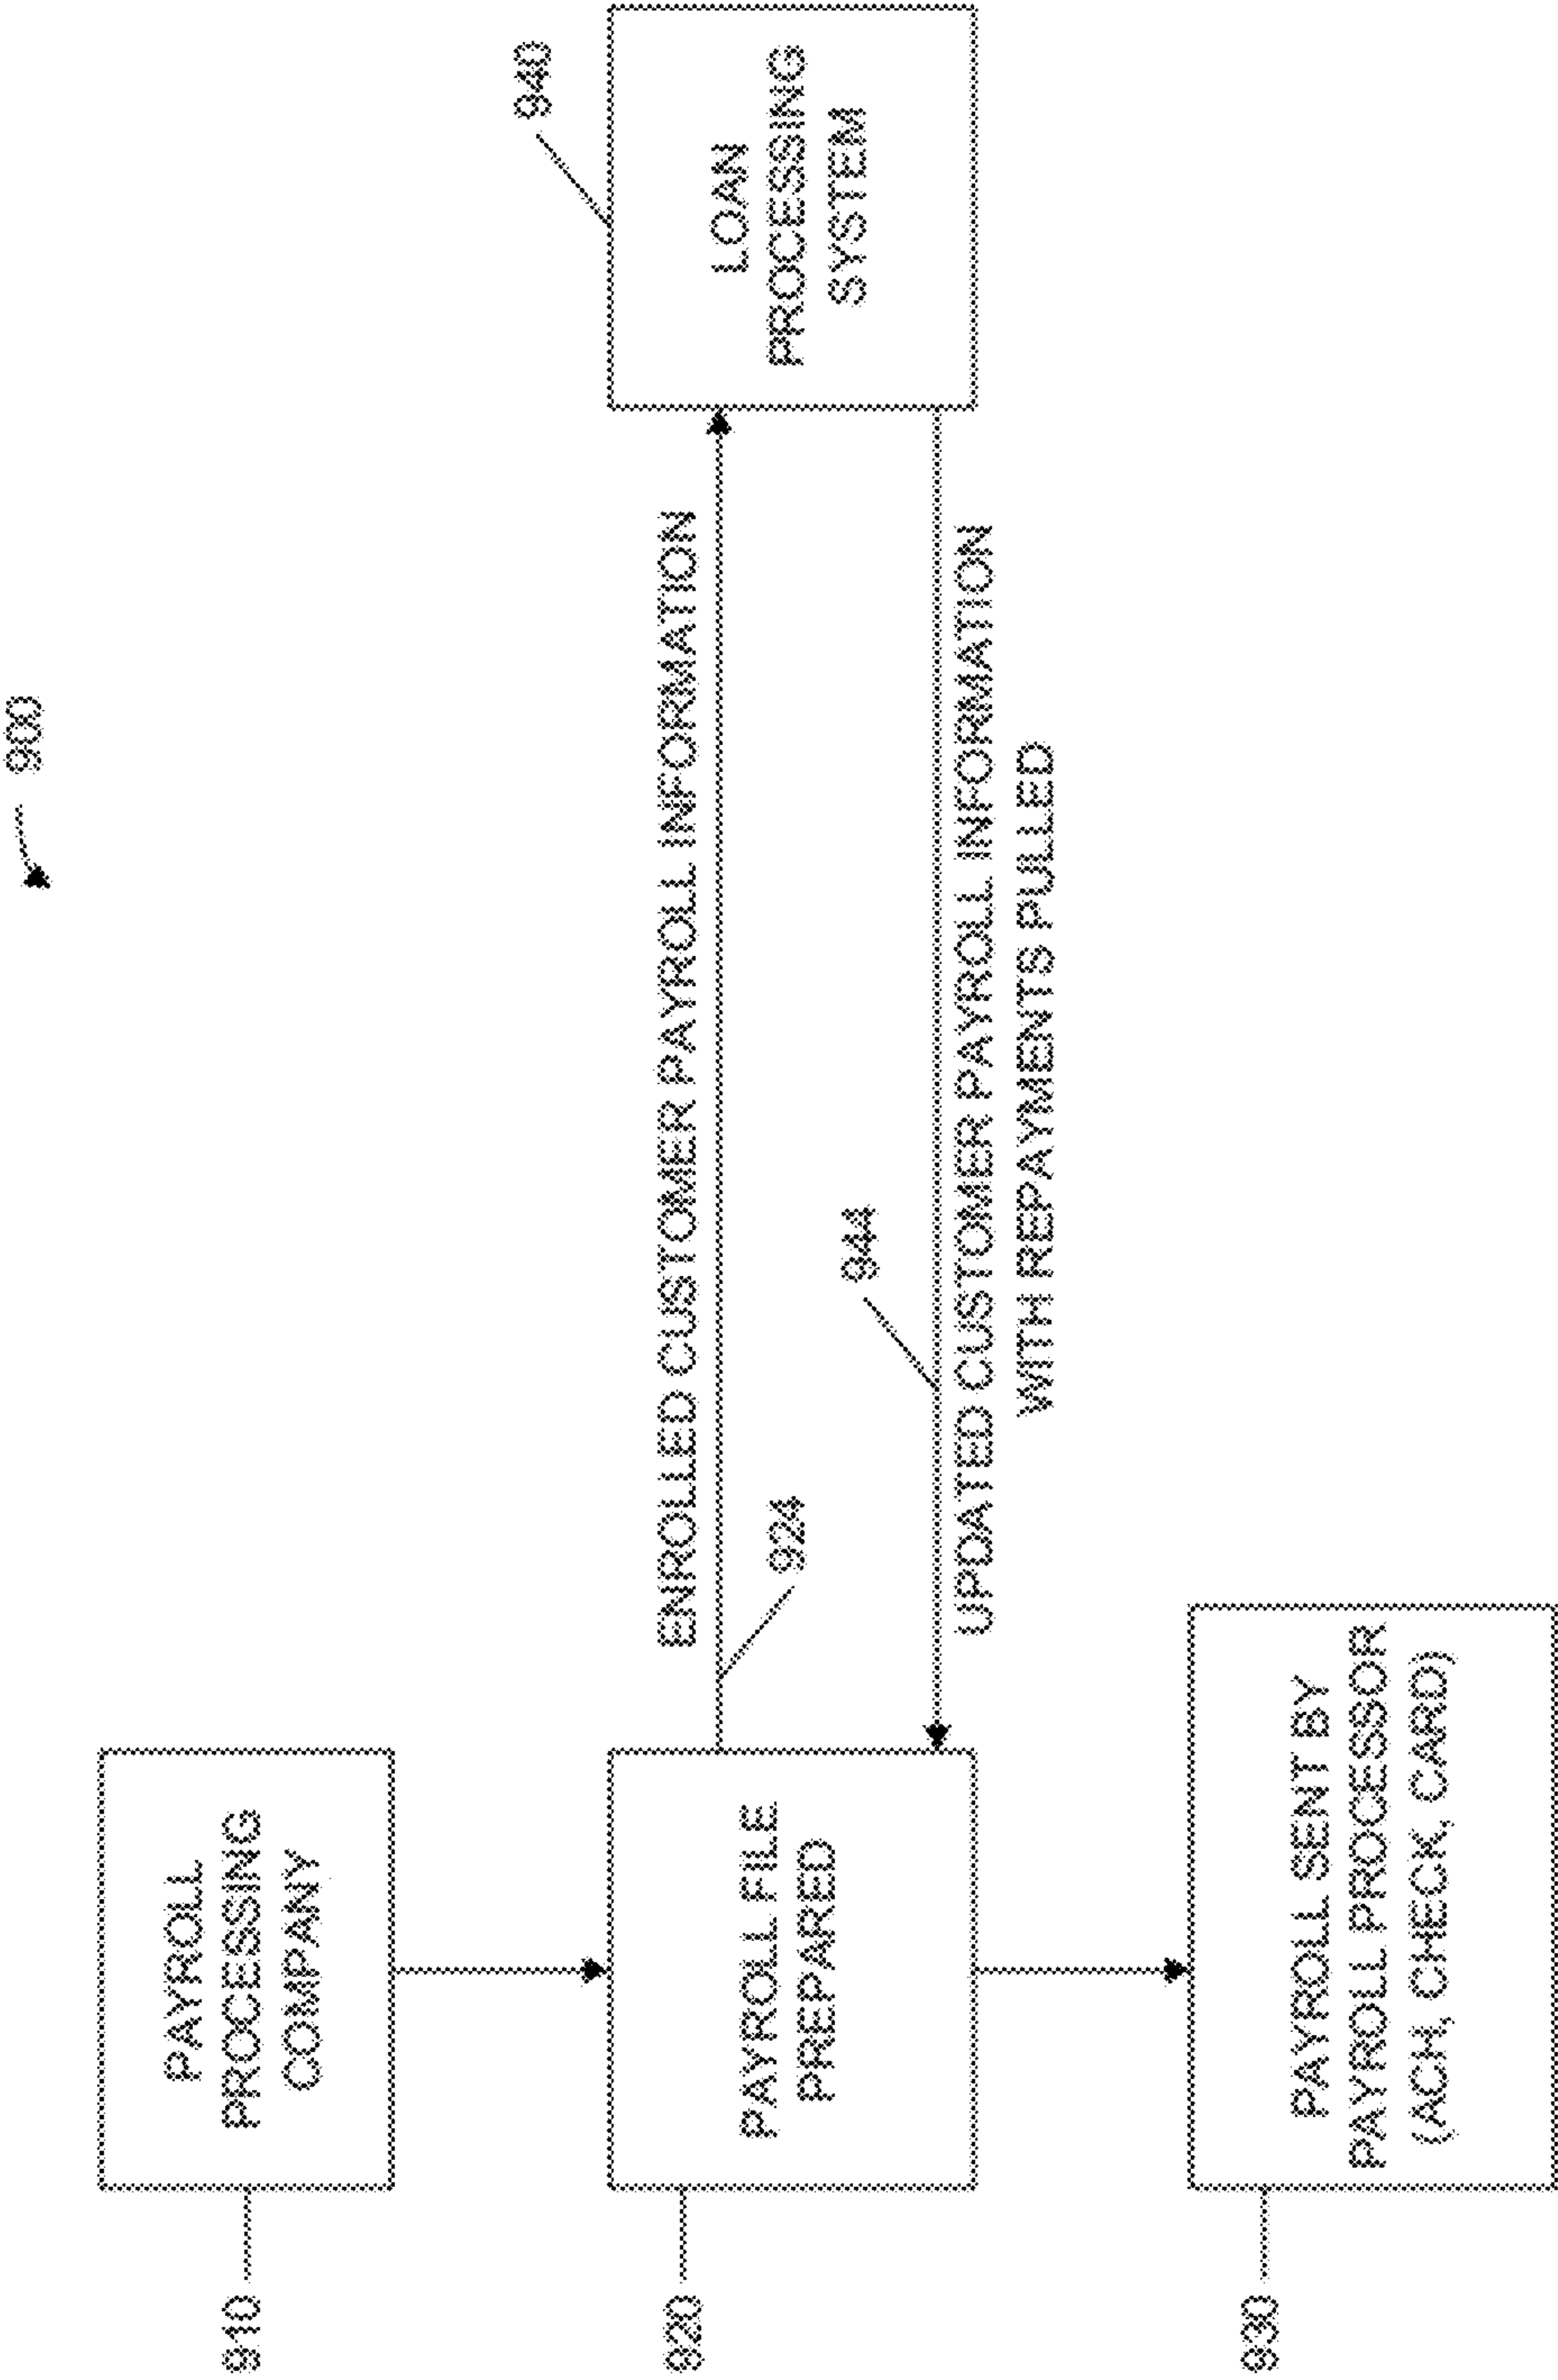 900
910
PAYROLL
PROCESSING
COMPANY
920
PAYROLL FILE
PREPARED
ENROLLED CUSTOMER PAYROLL INFORMATION
924
944
UPDATED CUSTOMER PAYROLL INFORMATION
WITH REPAYMENTS PULLED
940
LOAN
PROCESSING
SYSTEM
930
PAYROLL SENT BY
PAYROLL PROCESSOR
(ACH, CHECK, CARD)